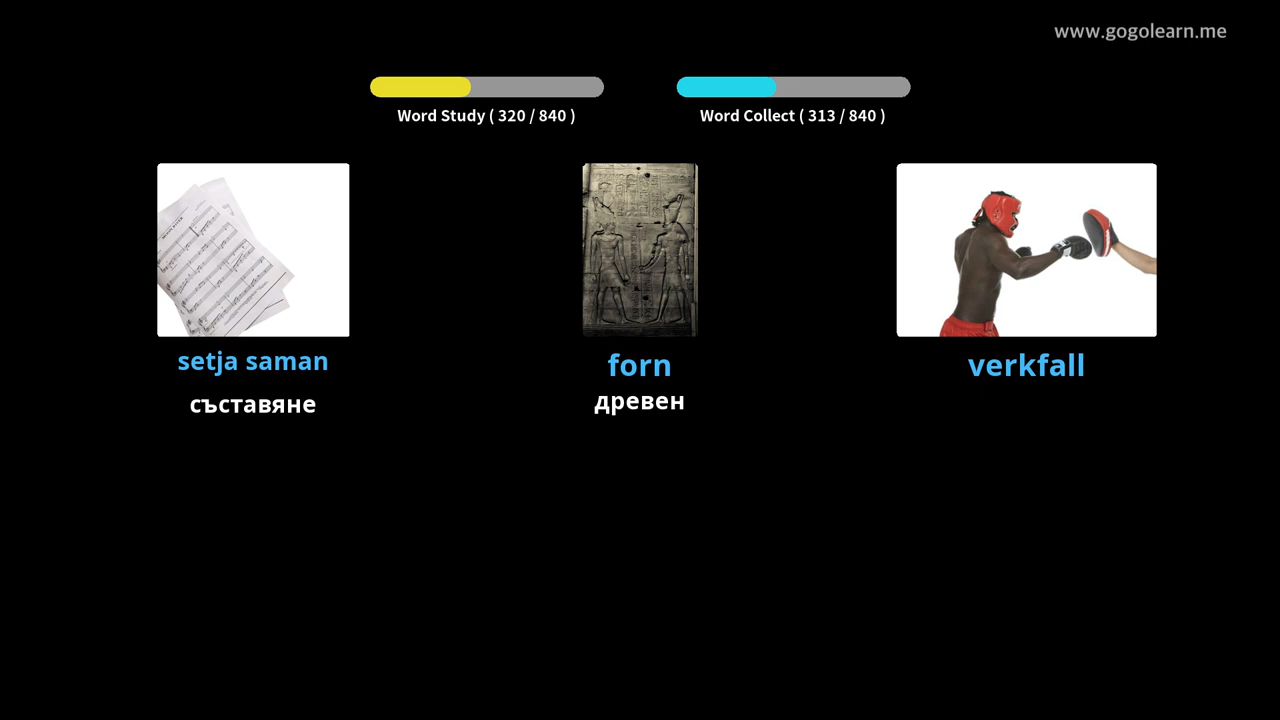 www.gogolearn.me
Word Study ( 320 / 840 )
Word Collect ( 313 / 840 )
setja saman
forn
verkfall
съставяне
древен